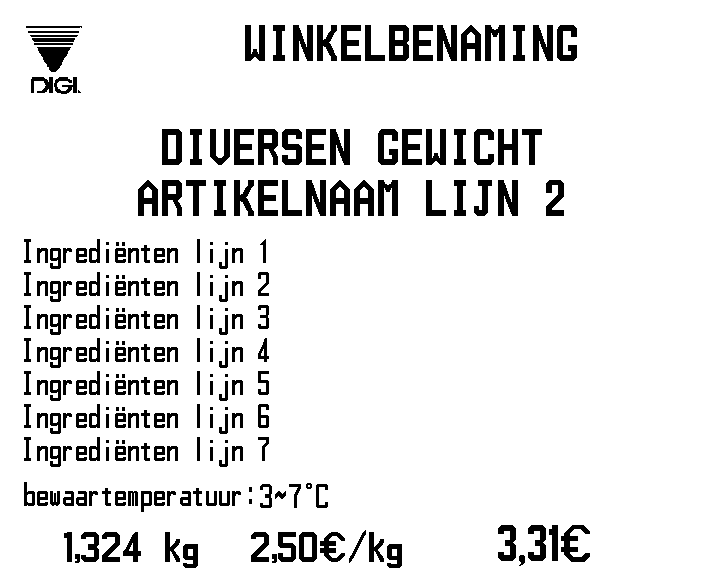 DIGI.
WINKELBENAMING
DIVERSEN GEWICHT
ARTIKELNAAM LIJN 2
Ingrediënten lijn 1
Ingrediënten lijn 2
Ingrediënten lijn 3
Ingrediënten lijn 4
Ingrediënten lijn 5
Ingrediënten lijn 6
Ingrediënten lijn 7
bewaartemperatuur:3~7°C
1,324 kg 2,50€/kg 3,31€